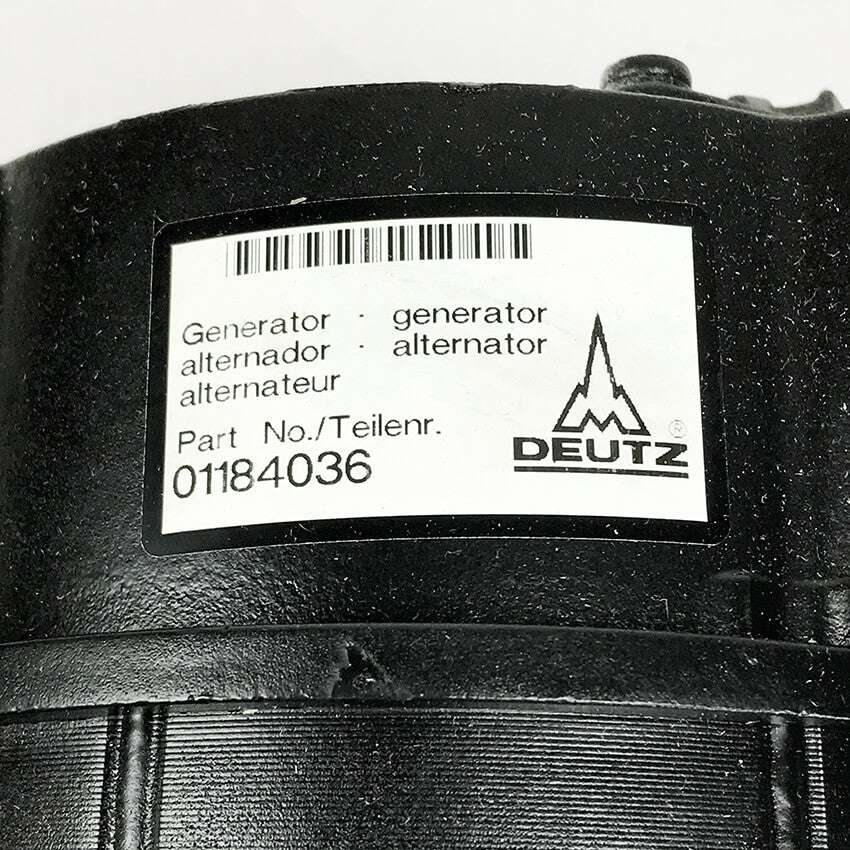 Generator · generator
alternador · alternator
alternateur
Part No./Teilenr.
01184036
DEUTZ ®